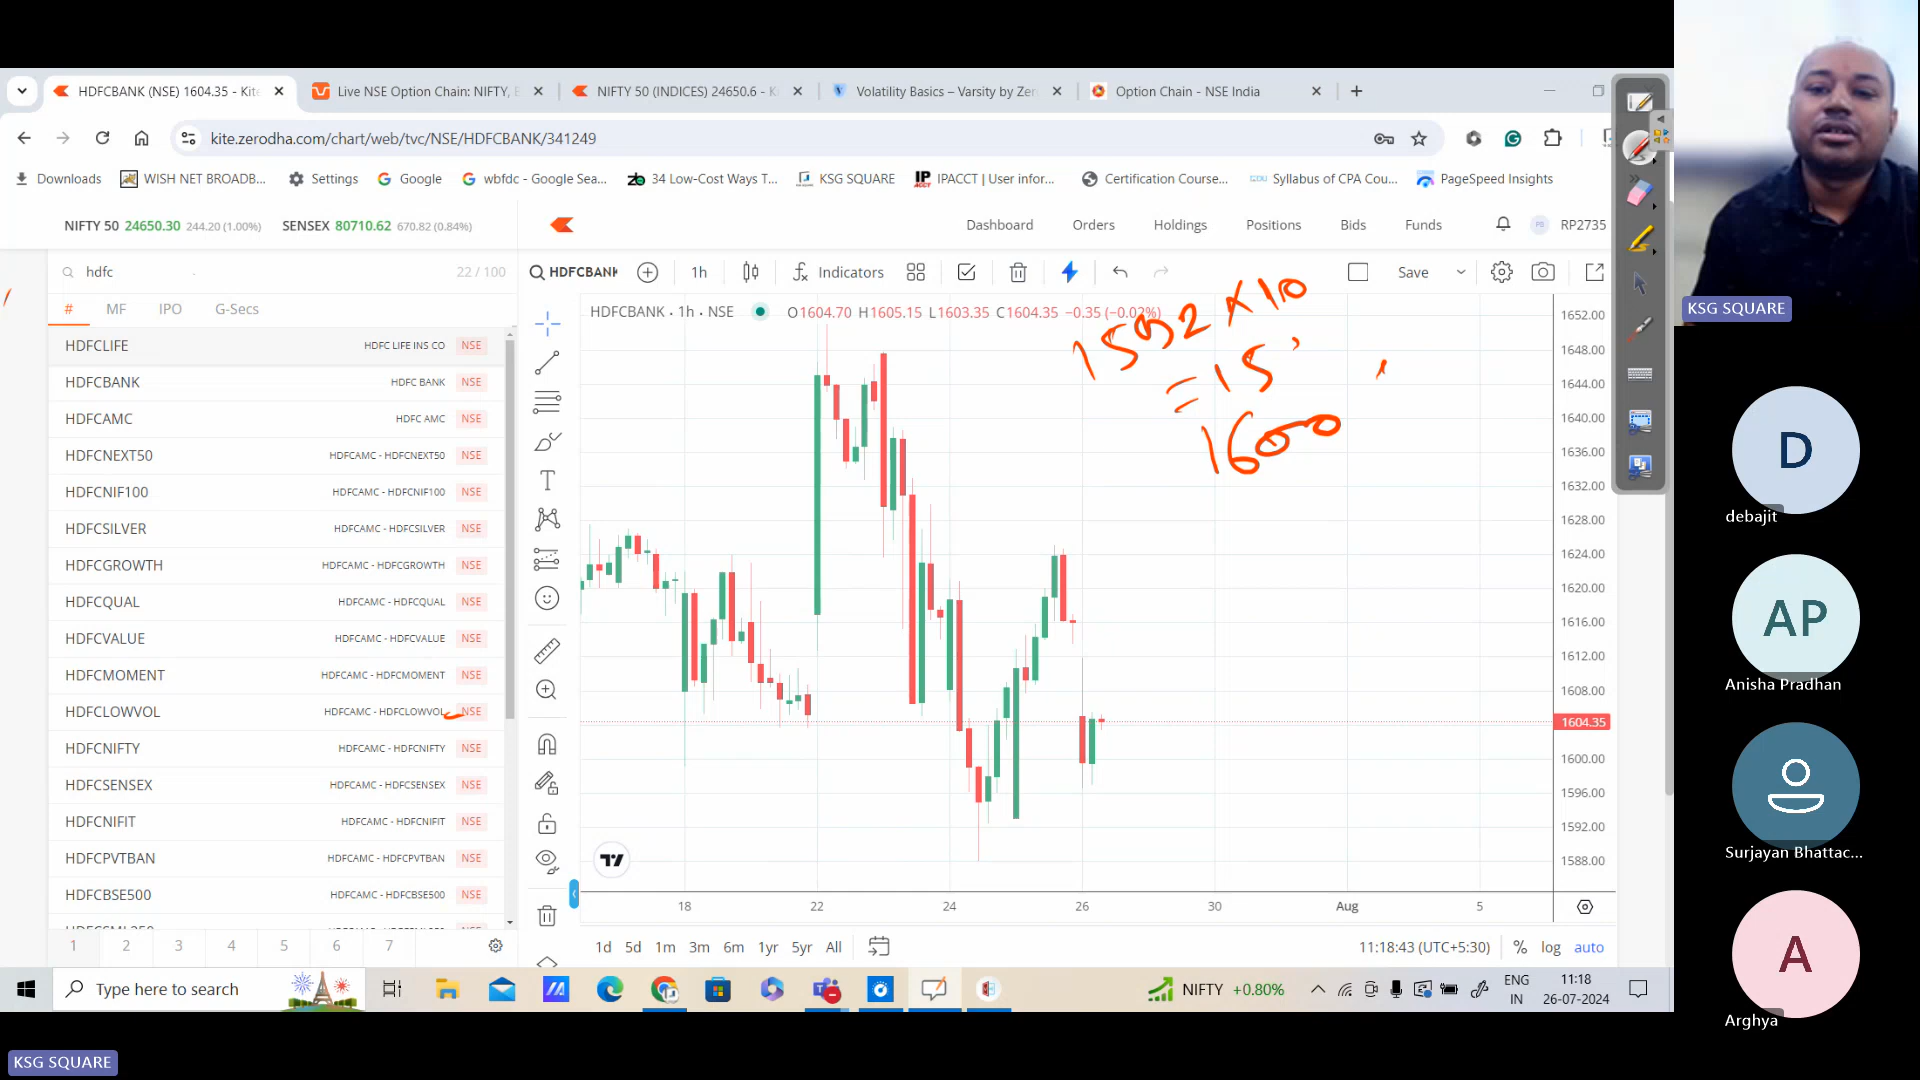 HDFCBANK (NSE) 1604.35 - Kite
Live NSE Option Chain: NIFTY, B
NIFTY 50 (INDICES) 24650.6 - K
Volatility Basics – Varsity by Zer
Option Chain - NSE India
kite.zerodha.com/chart/web/tvc/NSE/HDFCBANK/341249
Downloads
WISH NET BROADB...
Settings
Google
wbfdc - Google Sea...
34 Low-Cost Ways T...
KSG SQUARE
IPACCT | User infor...
Certification Course...
Syllabus of CPA Cou...
PageSpeed Insights
NIFTY 50 24650.30 244.20 (1.00%) SENSEX 80710.62 670.82 (0.84%)
Dashboard Orders Holdings Positions Bids Funds RP2735
hdfc 22 / 100
HDFCBANK 1h Indicators Save
# MF IPO G-Secs
HDFCBANK · 1h · NSE O1604.70 H1605.15 L1603.35 C1604.35 −0.35 (−0.02%)
HDFCLIFE HDFC LIFE INS CO NSE
HDFCBANK HDFC BANK NSE
HDFCAMC HDFC AMC NSE
HDFCNEXT50 HDFCAMC - HDFCNEXT50 NSE
HDFCNIF100 HDFCAMC - HDFCNIF100 NSE
HDFCSILVER HDFCAMC - HDFCSILVER NSE
HDFCGROWTH HDFCAMC - HDFCGROWTH NSE
HDFCQUAL HDFCAMC - HDFCQUAL NSE
HDFCVALUE HDFCAMC - HDFCVALUE NSE
HDFCMOMENT HDFCAMC - HDFCMOMENT NSE
HDFCLOWVOL HDFCAMC - HDFCLOWVOL NSE
HDFCNIFTY HDFCAMC - HDFCNIFTY NSE
HDFCSENSEX HDFCAMC - HDFCSENSEX NSE
HDFCNIFIT HDFCAMC - HDFCNIFIT NSE
HDFCPVTBAN HDFCAMC - HDFCPVTBAN NSE
HDFCBSE500 HDFCAMC - HDFCBSE500 NSE
1 2 3 4 5 6 7
1592 × 10
= 15
1600
1652.00
1648.00
1644.00
1640.00
1636.00
1632.00
1628.00
1624.00
1620.00
1616.00
1612.00
1608.00
1604.35
1600.00
1596.00
1592.00
1588.00
18 22 24 26 30 Aug 5
1d 5d 1m 3m 6m 1yr 5yr All
11:18:43 (UTC+5:30) % log auto
Type here to search
NIFTY +0.80%
ENG
IN
11:18
26-07-2024
KSG SQUARE
D
debajit
AP
Anisha Pradhan
Surjayan Bhattac...
A
Arghya
KSG SQUARE